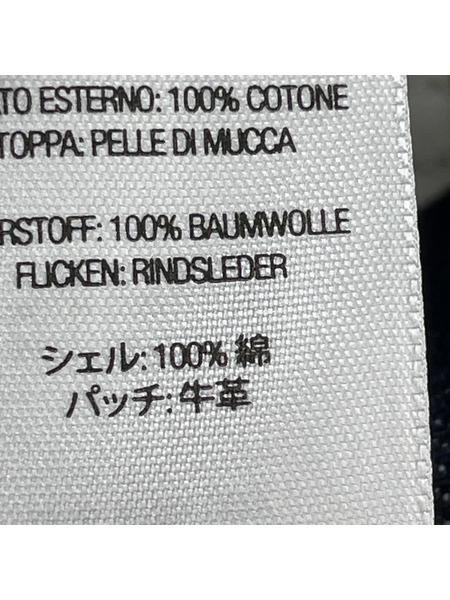 TO ESTERNO: 100% COTONE
TOPPA: PELLE DI MUCCA
RSTOFF: 100% BAUMWOLLE
FLICKEN: RINDSLEDER
シェル: 100% 綿
パッチ: 牛革